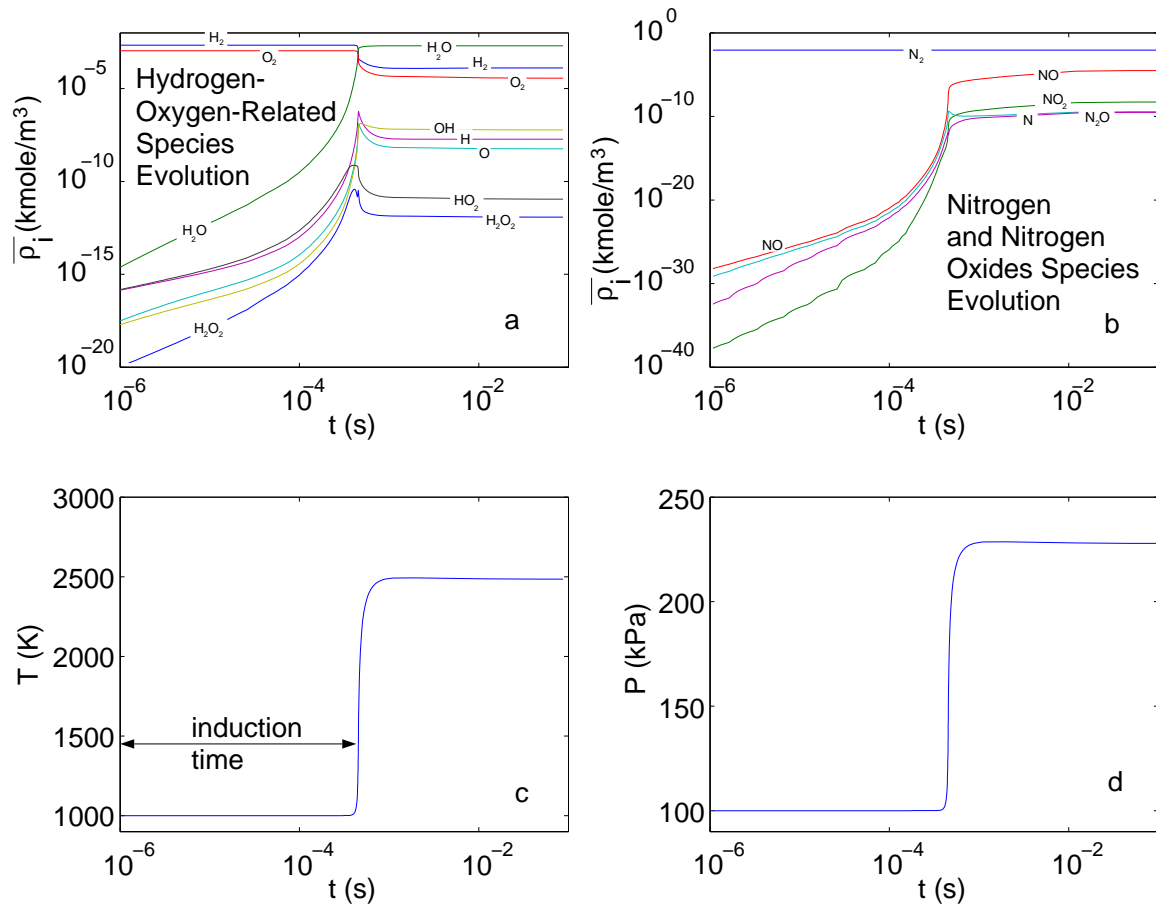 H₂
O₂
H₂O
H₂
O₂
Hydrogen-
Oxygen-Related
Species
Evolution
OH
H
O
HO₂
H₂O₂
H₂O
H₂O₂
a
10⁻⁵
10⁻¹⁰
10⁻¹⁵
10⁻²⁰
ρ̅ᵢ (kmole/m³)
10⁻⁶
10⁻⁴
10⁻²
t (s)
N₂
NO
NO₂
N
N₂O
NO
Nitrogen
and Nitrogen
Oxides Species
Evolution
b
10⁰
10⁻¹⁰
10⁻²⁰
10⁻³⁰
10⁻⁴⁰
ρ̅ᵢ (kmole/m³)
10⁻⁶
10⁻⁴
10⁻²
t (s)
3000
2500
2000
1500
1000
T (K)
induction
time
c
10⁻⁶
10⁻⁴
10⁻²
t (s)
250
200
150
100
P (kPa)
d
10⁻⁶
10⁻⁴
10⁻²
t (s)